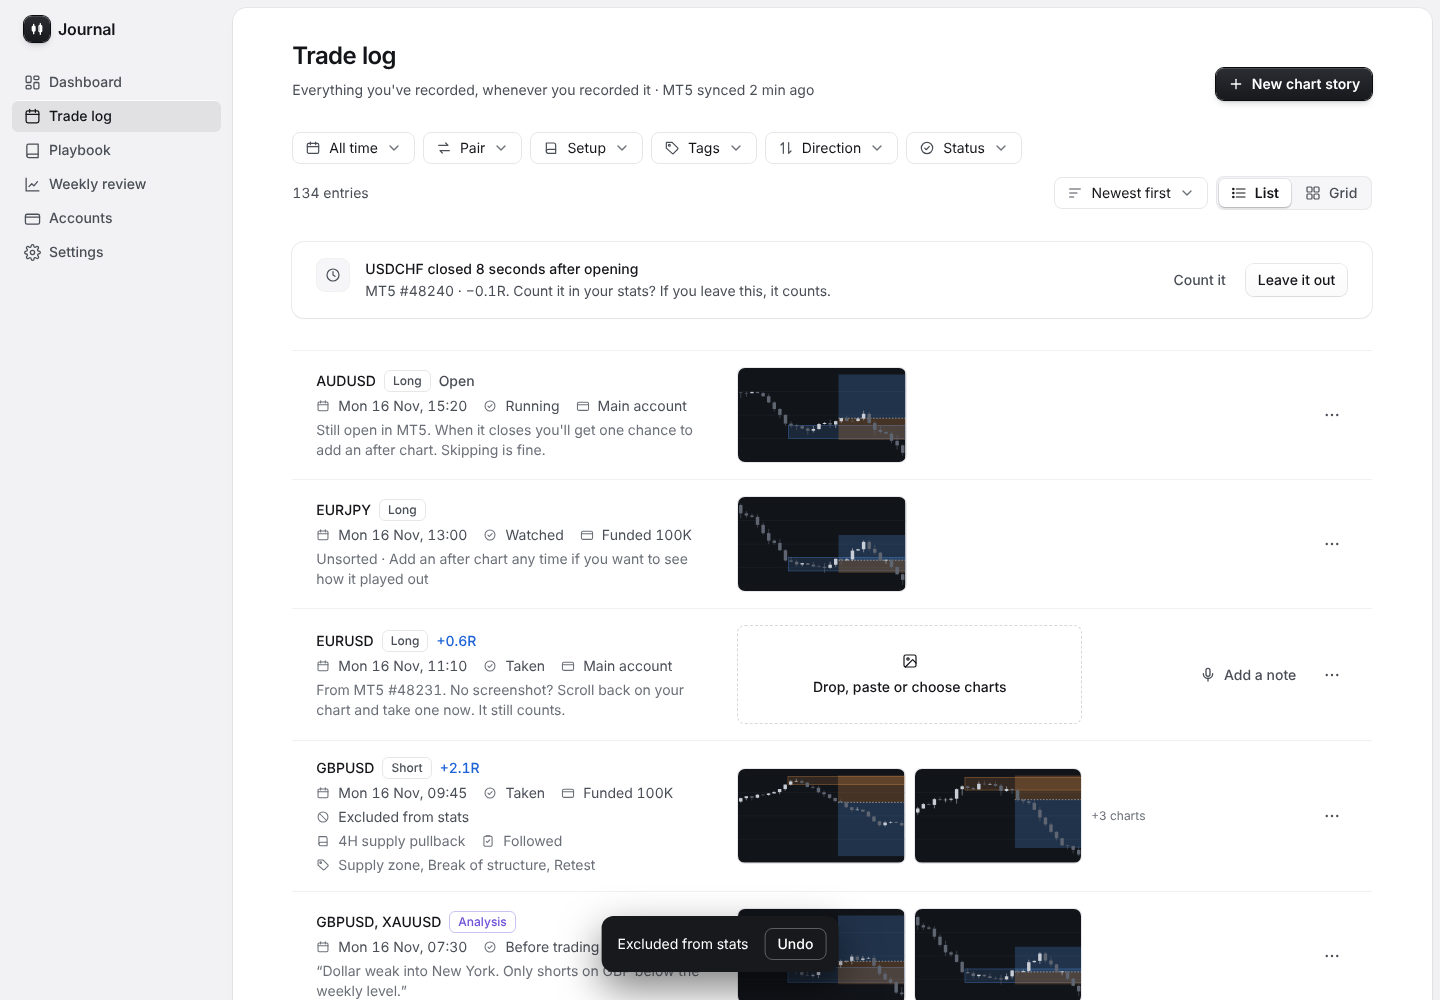 Journal
Dashboard
Trade log
Playbook
Weekly review
Accounts
Settings
Trade log
Everything you've recorded, whenever you recorded it · MT5 synced 2 min ago
New chart story
All time
Pair
Setup
Tags
Direction
Status
134 entries
Newest first
List
Grid
USDCHF closed 8 seconds after opening
MT5 #48240 · −0.1R. Count it in your stats? If you leave this, it counts.
Count it
Leave it out
AUDUSD Long Open
Mon 16 Nov, 15:20 Running Main account
Still open in MT5. When it closes you'll get one chance to
add an after chart. Skipping is fine.
EURJPY Long
Mon 16 Nov, 13:00 Watched Funded 100K
Unsorted · Add an after chart any time if you want to see
how it played out
EURUSD Long +0.6R
Mon 16 Nov, 11:10 Taken Main account
From MT5 #48231. No screenshot? Scroll back on your
chart and take one now. It still counts.
Drop, paste or choose charts
Add a note
GBPUSD Short +2.1R
Mon 16 Nov, 09:45 Taken Funded 100K
Excluded from stats
4H supply pullback Followed
Supply zone, Break of structure, Retest
+3 charts
GBPUSD, XAUUSD Analysis
Mon 16 Nov, 07:30 Before trading
“Dollar weak into New York. Only shorts on GBP below the
weekly level.”
Excluded from stats
Undo